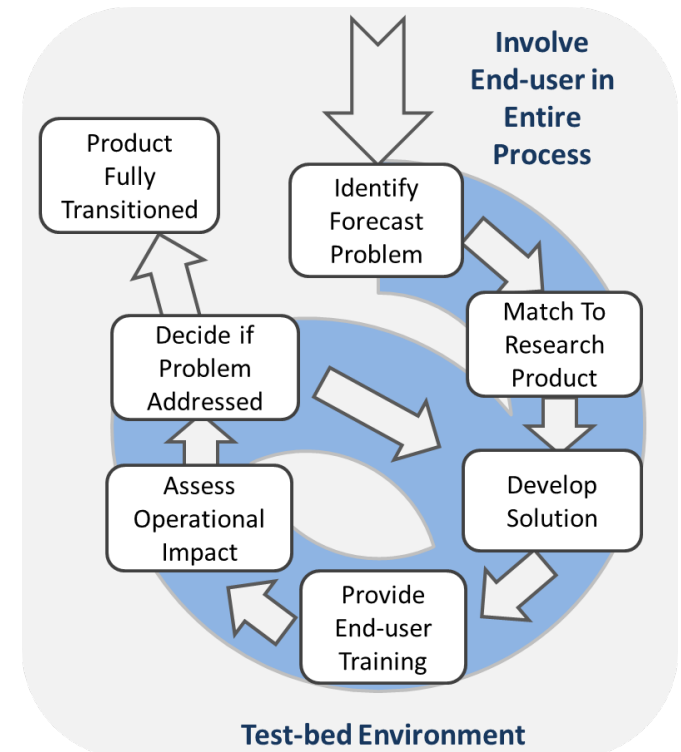 Involve
End-user in
Entire
Process
Identify
Forecast
Problem
Match To
Research
Product
Develop
Solution
Provide
End-user
Training
Assess
Operational
Impact
Decide if
Problem
Addressed
Product
Fully
Transitioned
Test-bed Environment